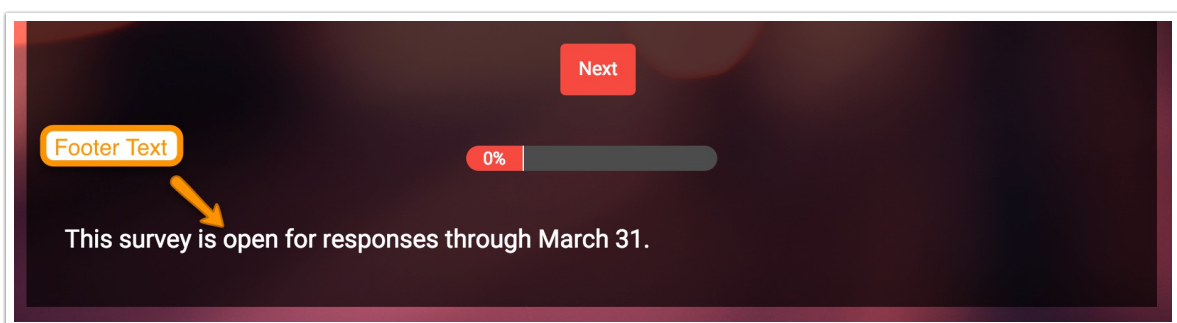 Next
0%
Footer Text
This survey is open for responses through March 31.